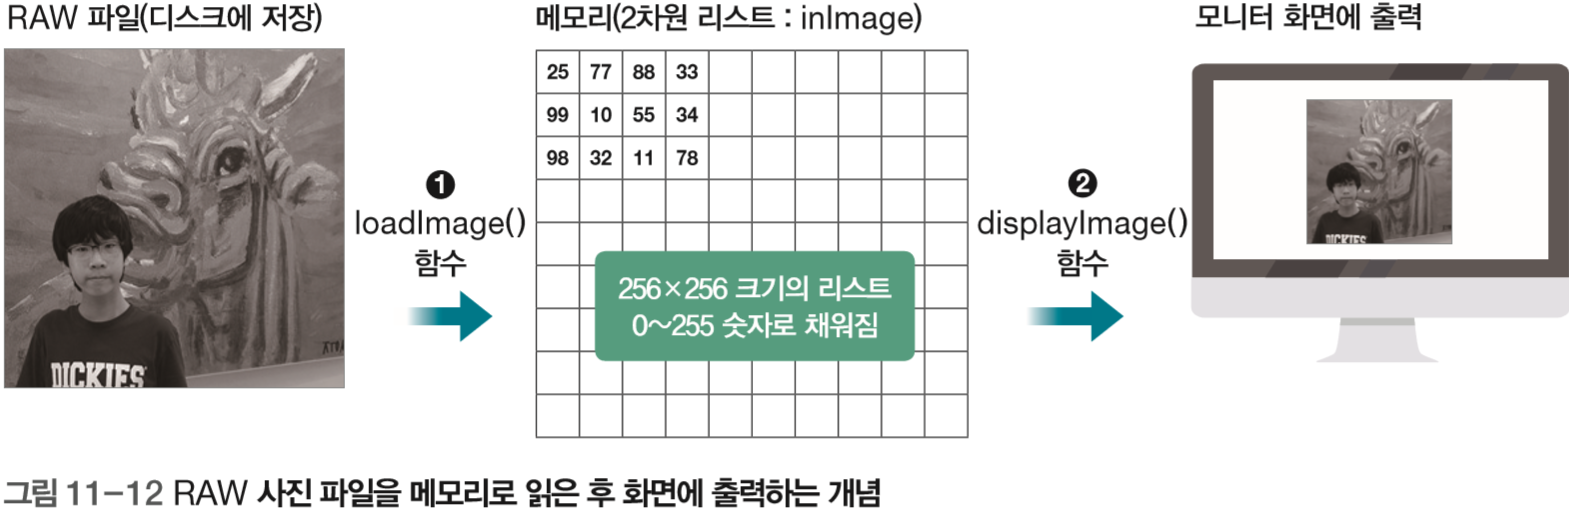 RAW 파일(디스크에 저장)
메모리(2차원 리스트 : inImage)
모니터 화면에 출력
25 77 88 33
99 10 55 34
98 32 11 78
❶
loadImage()
함수
256×256 크기의 리스트
0~255 숫자로 채워짐
❷
displayImage()
함수
DICKIES
DICKIES
그림 11-12 RAW 사진 파일을 메모리로 읽은 후 화면에 출력하는 개념